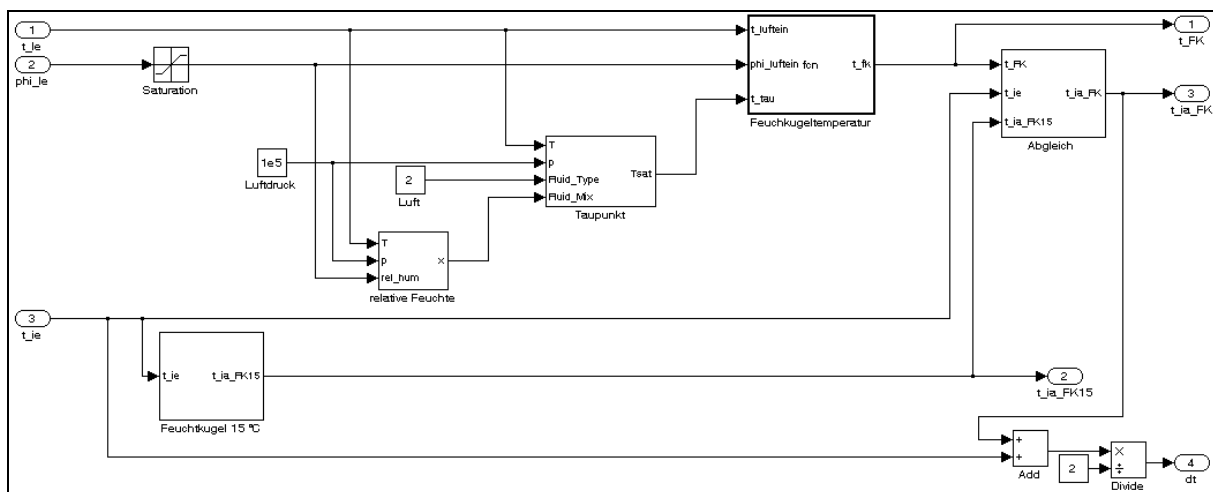 1
t_le
2
phi_le
Saturation
t_luftein
phi_luftein
fcn
t_fk
t_tau
Feuchkugeltemperatur
1
t_FK
t_FK
t_ie
t_ia_FK
t_ia_FK15
Abgleich
3
t_ia_FK
1e5
Luftdruck
2
Luft
T
p
Fluid_Type
Fluid_Mix
Tsat
Taupunkt
T
p
rel_hum
x
relative Feuchte
3
t_ie
t_ie
t_ia_FK15
Feuchtkugel 15 ºC
2
t_ia_FK15
+
+
Add
2
×
÷
Divide
4
dt